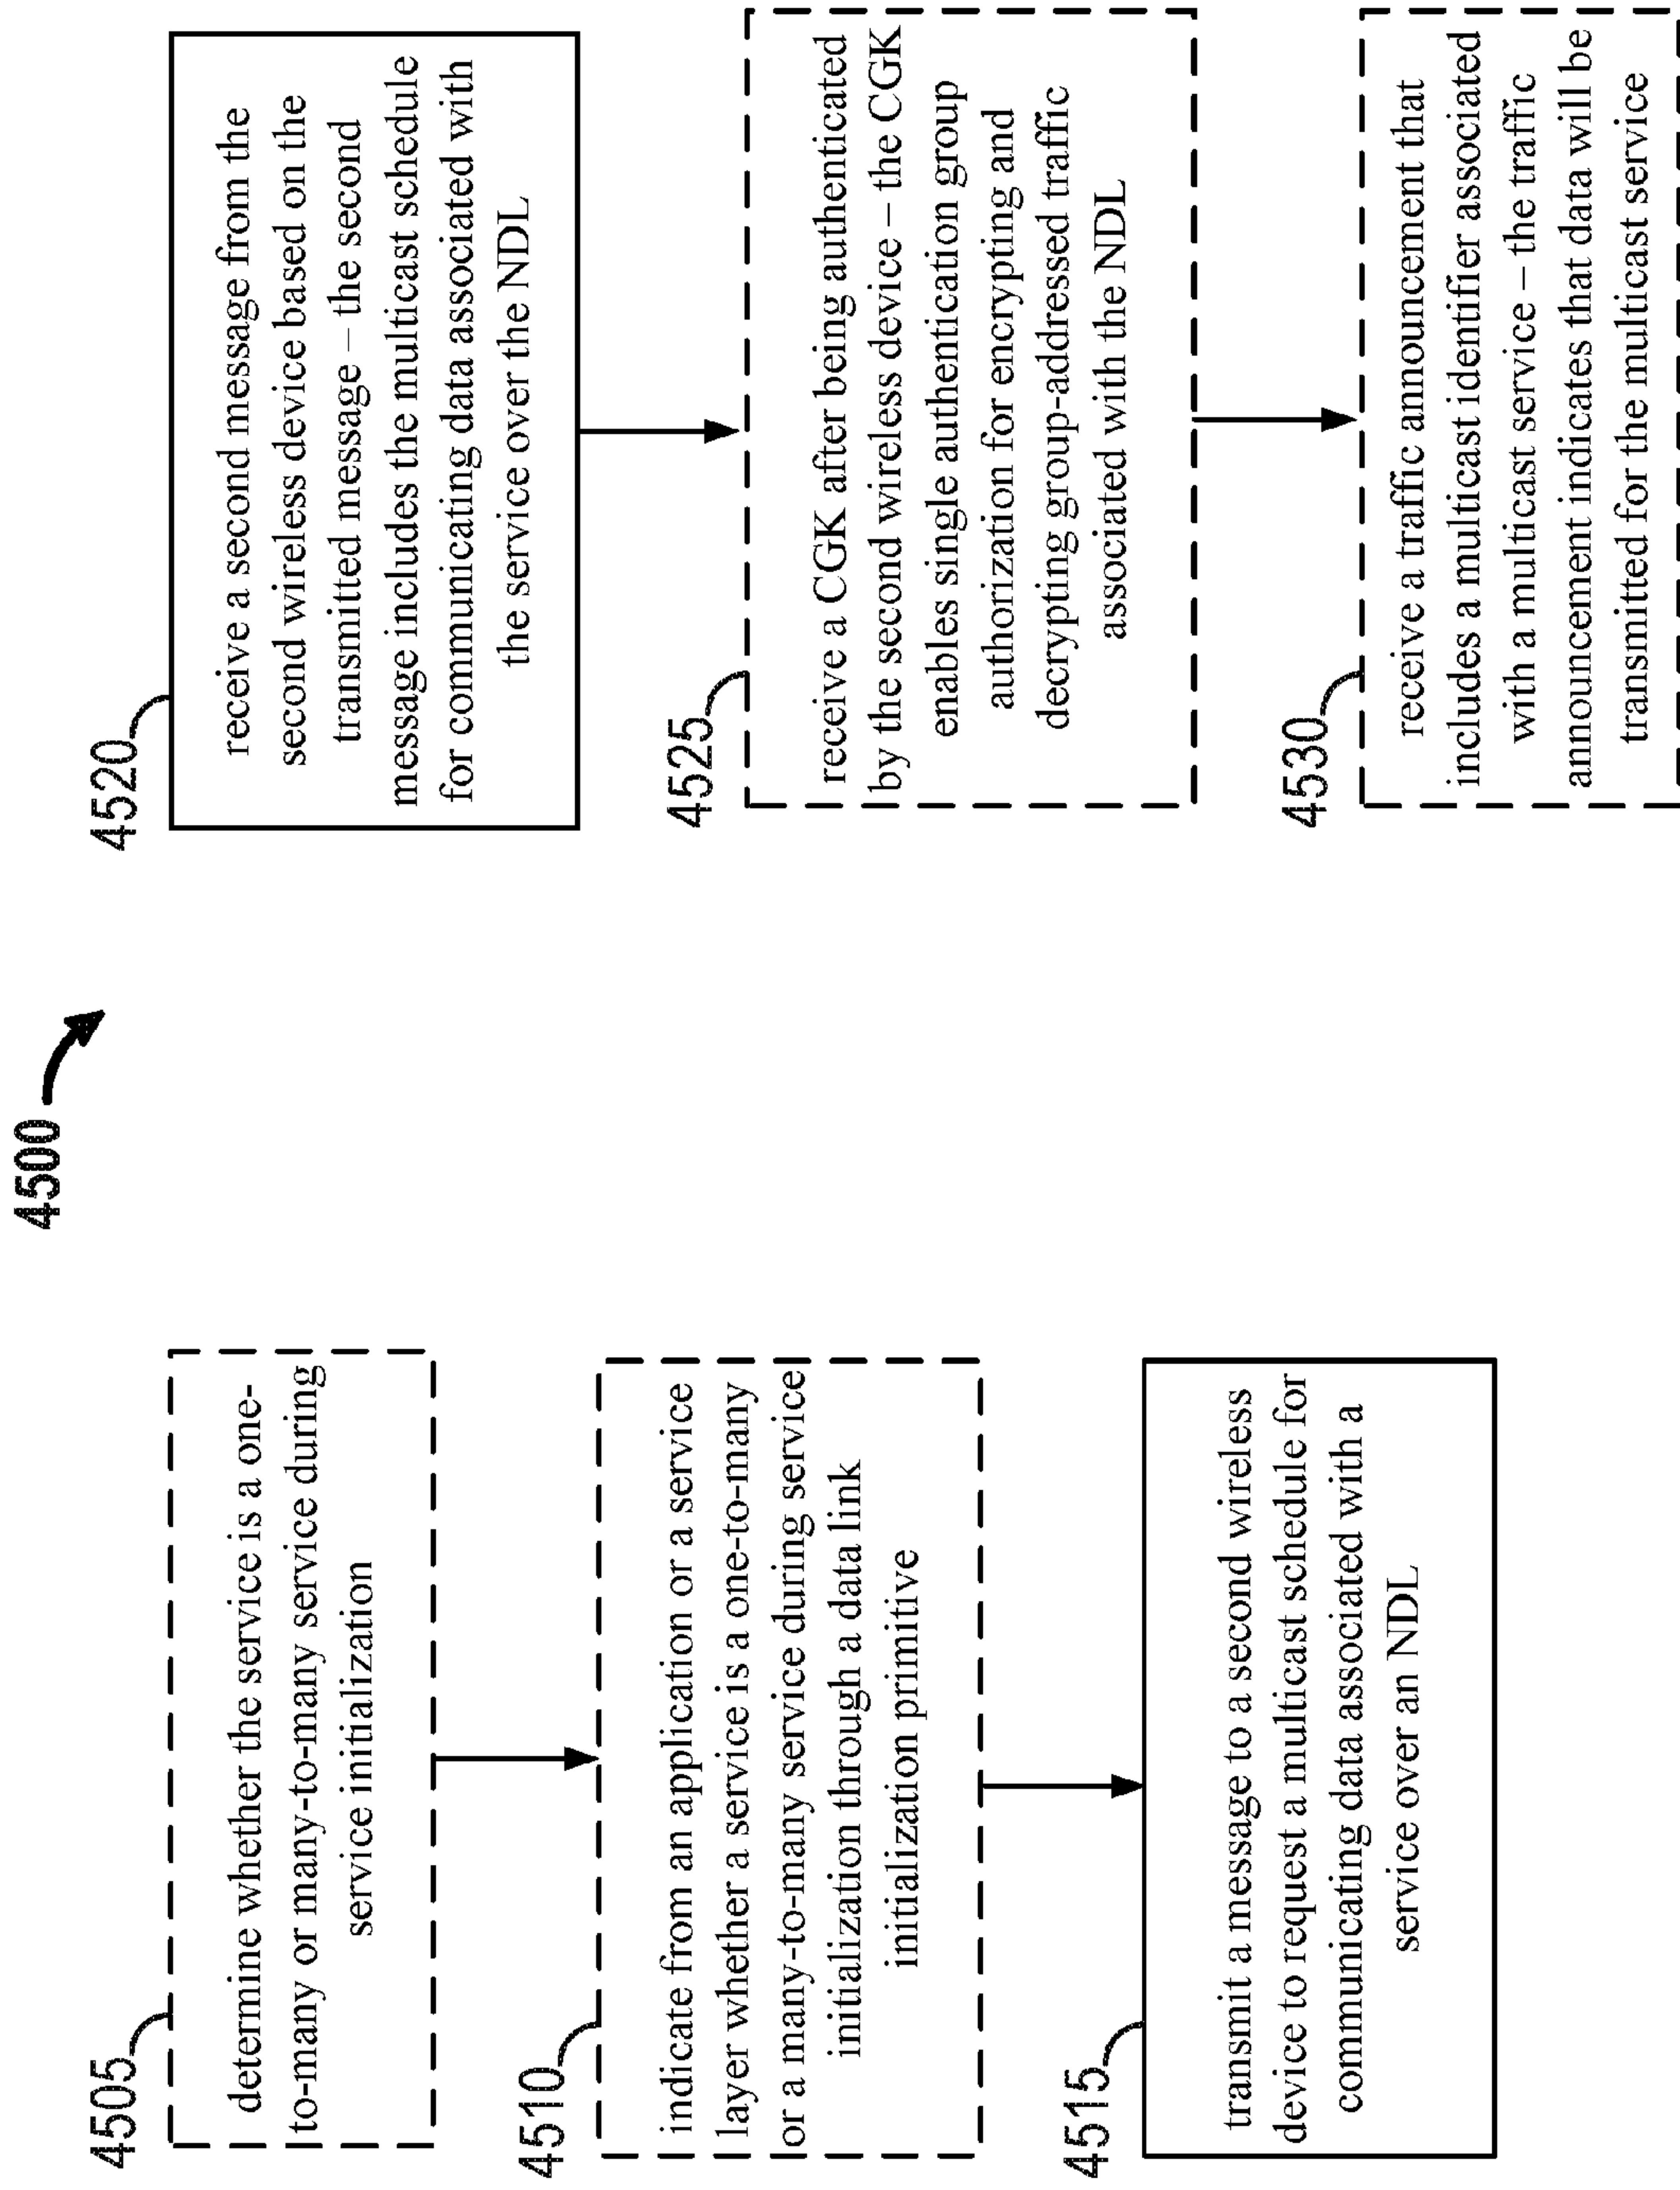 4500
4505
determine whether the service is a one-
to-many or many-to-many service during
service initialization
4510
indicate from an application or a service
layer whether a service is a one-to-many
or a many-to-many service during service
initialization through a data link
initialization primitive
4515
transmit a message to a second wireless
device to request a multicast schedule for
communicating data associated with a
service over an NDL
4520
receive a second message from the
second wireless device based on the
transmitted message – the second
message includes the multicast schedule
for communicating data associated with
the service over the NDL
4525
receive a CGK after being authenticated
by the second wireless device – the CGK
enables single authentication group
authorization for encrypting and
decrypting group-addressed traffic
associated with the NDL
4530
receive a traffic announcement that
includes a multicast identifier associated
with a multicast service – the traffic
announcement indicates that data will be
transmitted for the multicast service